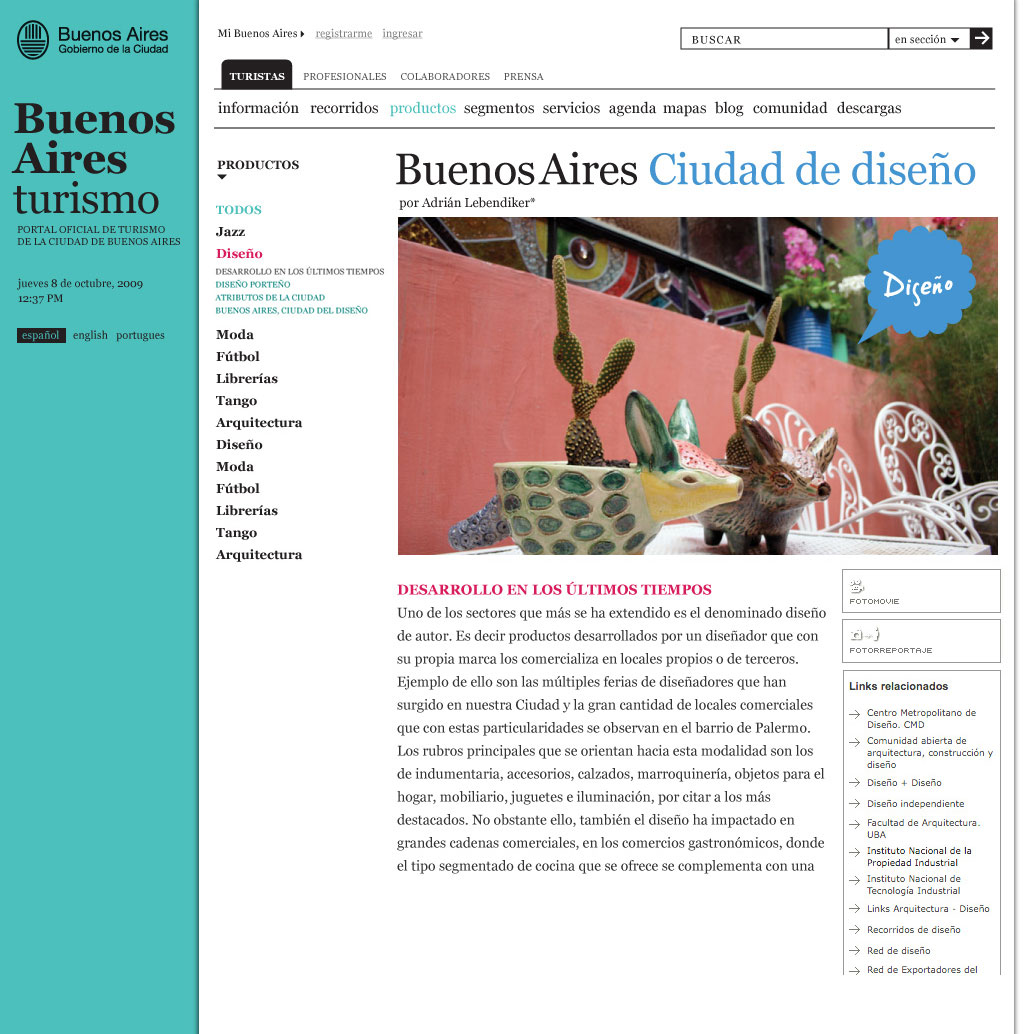 Buenos Aires
Gobierno de la Ciudad
Buenos
Aires
turismo
PORTAL OFICIAL DE TURISMO
DE LA CIUDAD DE BUENOS AIRES
jueves 8 de octubre, 2009
12:37 PM
español english portugues
Mi Buenos Aires registrarme ingresar
BUSCAR en sección
TURISTAS PROFESIONALES COLABORADORES PRENSA
información recorridos productos segmentos servicios agenda mapas blog comunidad descargas
PRODUCTOS
TODOS
Jazz
Diseño
DESARROLLO EN LOS ÚLTIMOS TIEMPOS
DISEÑO PORTEÑO
ATRIBUTOS DE LA CIUDAD
BUENOS AIRES, CIUDAD DEL DISEÑO
Moda
Fútbol
Librerías
Tango
Arquitectura
Diseño
Moda
Fútbol
Librerías
Tango
Arquitectura
Buenos Aires Ciudad de diseño
por Adrián Lebendiker*
Diseño
DESARROLLO EN LOS ÚLTIMOS TIEMPOS
Uno de los sectores que más se ha extendido es el denominado diseño
de autor. Es decir productos desarrollados por un diseñador que con
su propia marca los comercializa en locales propios o de terceros.
Ejemplo de ello son las múltiples ferias de diseñadores que han
surgido en nuestra Ciudad y la gran cantidad de locales comerciales
que con estas particularidades se observan en el barrio de Palermo.
Los rubros principales que se orientan hacia esta modalidad son los
de indumentaria, accesorios, calzados, marroquinería, objetos para el
hogar, mobiliario, juguetes e iluminación, por citar a los más
destacados. No obstante ello, también el diseño ha impactado en
grandes cadenas comerciales, en los comercios gastronómicos, donde
el tipo segmentado de cocina que se ofrece se complementa con una
FOTOMOVIE
FOTORREPORTAJE
Links relacionados
Centro Metropolitano de
Diseño. CMD
Comunidad abierta de
arquitectura, construcción y
diseño
Diseño + Diseño
Diseño independiente
Facultad de Arquitectura.
UBA
Instituto Nacional de la
Propiedad Industrial
Instituto Nacional de
Tecnología Industrial
Links Arquitectura - Diseño
Recorridos de diseño
Red de diseño
Red de Exportadores del